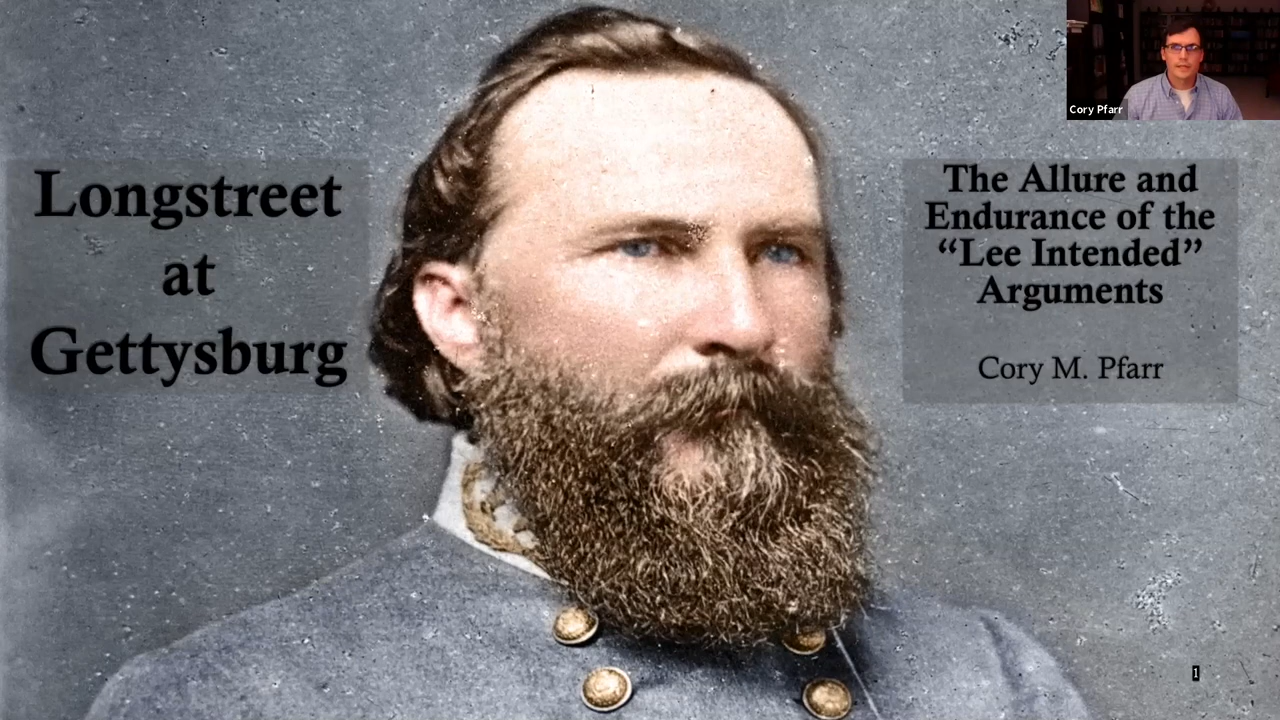 Cory Pfarr
Longstreet
at
Gettysburg
The Allure and
Endurance of the
“Lee Intended”
Arguments
Cory M. Pfarr
1